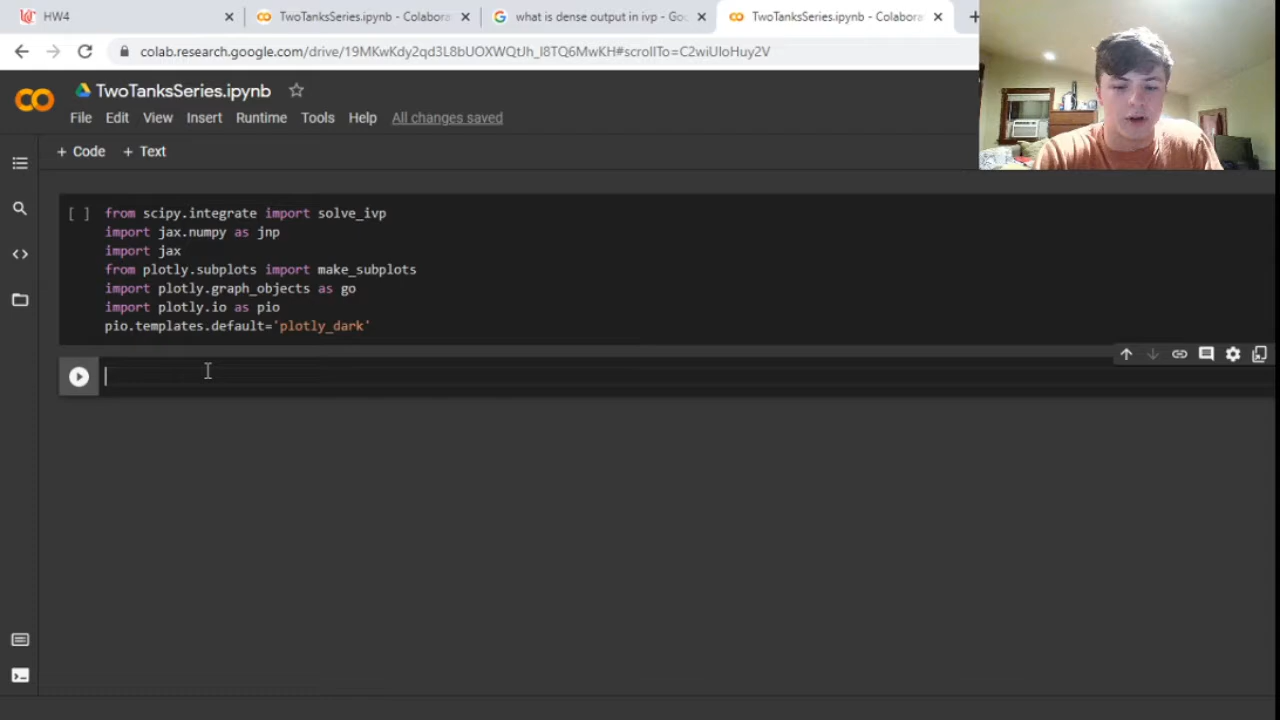 HW4
TwoTanksSeries.ipynb - Colabora
what is dense output in ivp - Go
TwoTanksSeries.ipynb - Colabora
colab.research.google.com/drive/19MKwKdy2qd3L8bUOXWQtJh_I8TQ6MwKH#scrollTo=C2wiUIoHuy2V
TwoTanksSeries.ipynb
File Edit View Insert Runtime Tools Help All changes saved
+ Code + Text
[ ] from scipy.integrate import solve_ivp
import jax.numpy as jnp
import jax
from plotly.subplots import make_subplots
import plotly.graph_objects as go
import plotly.io as pio
pio.templates.default='plotly_dark'